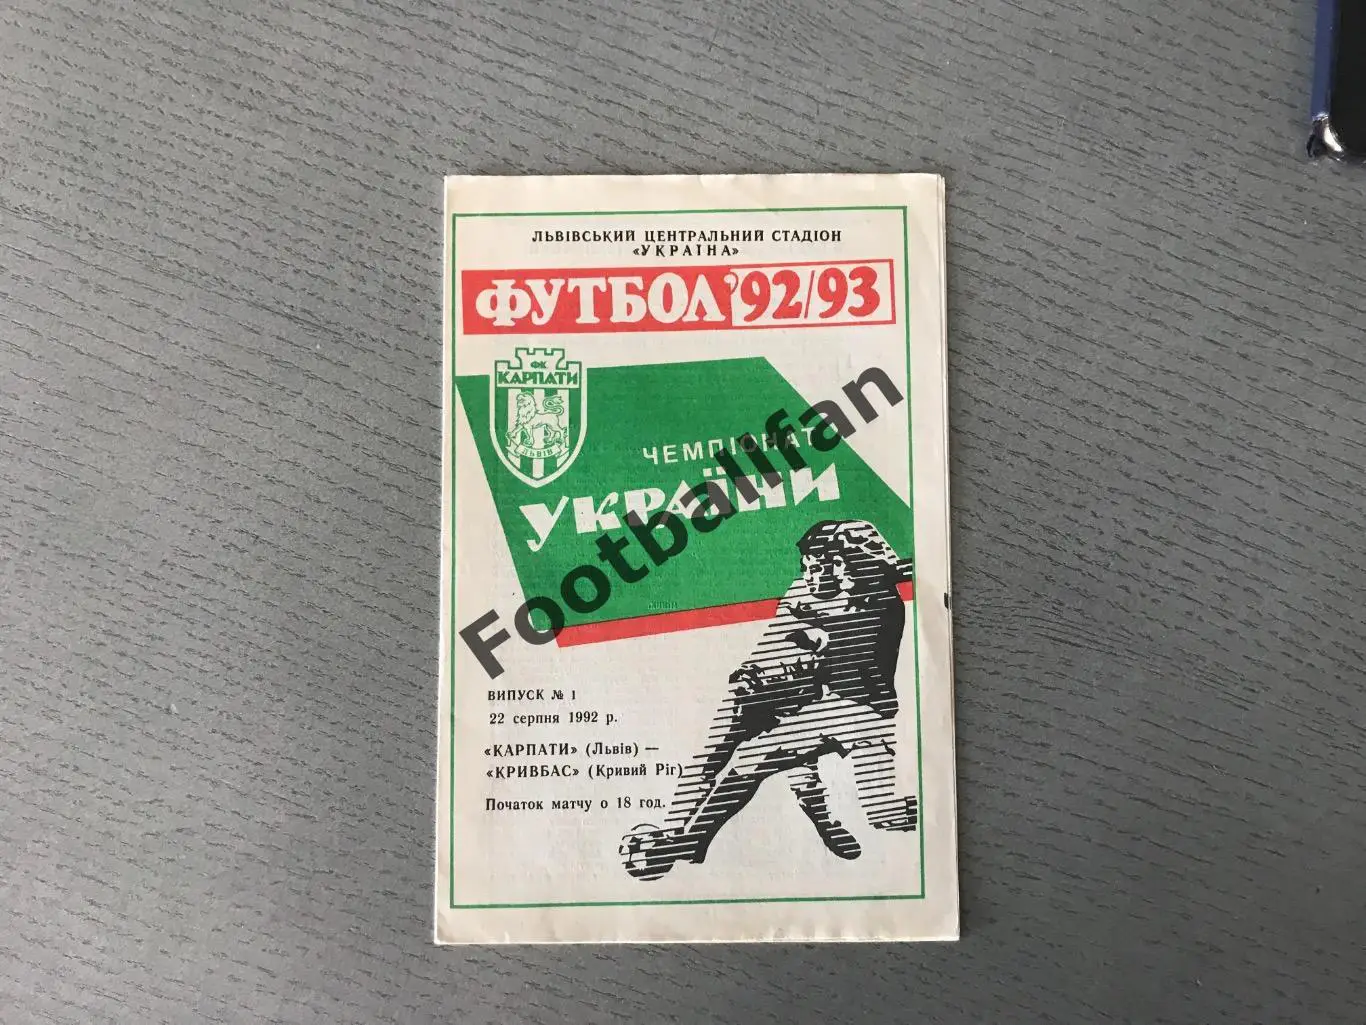 ЛЬВІВСЬКИЙ ЦЕНТРАЛЬНИЙ СТАДІОН
«УКРАЇНА»
ФУТБОЛ '92/93
ФК
КАРПАТИ
ЛЬВІВ
ЧЕМПІОНАТ
УКРАЇНИ
Footballfan
ВИПУСК № 1
22 серпня 1992 р.
«КАРПАТИ» (Львів) —
«КРИВБАС» (Кривий Ріг)
Початок матчу о 18 год.